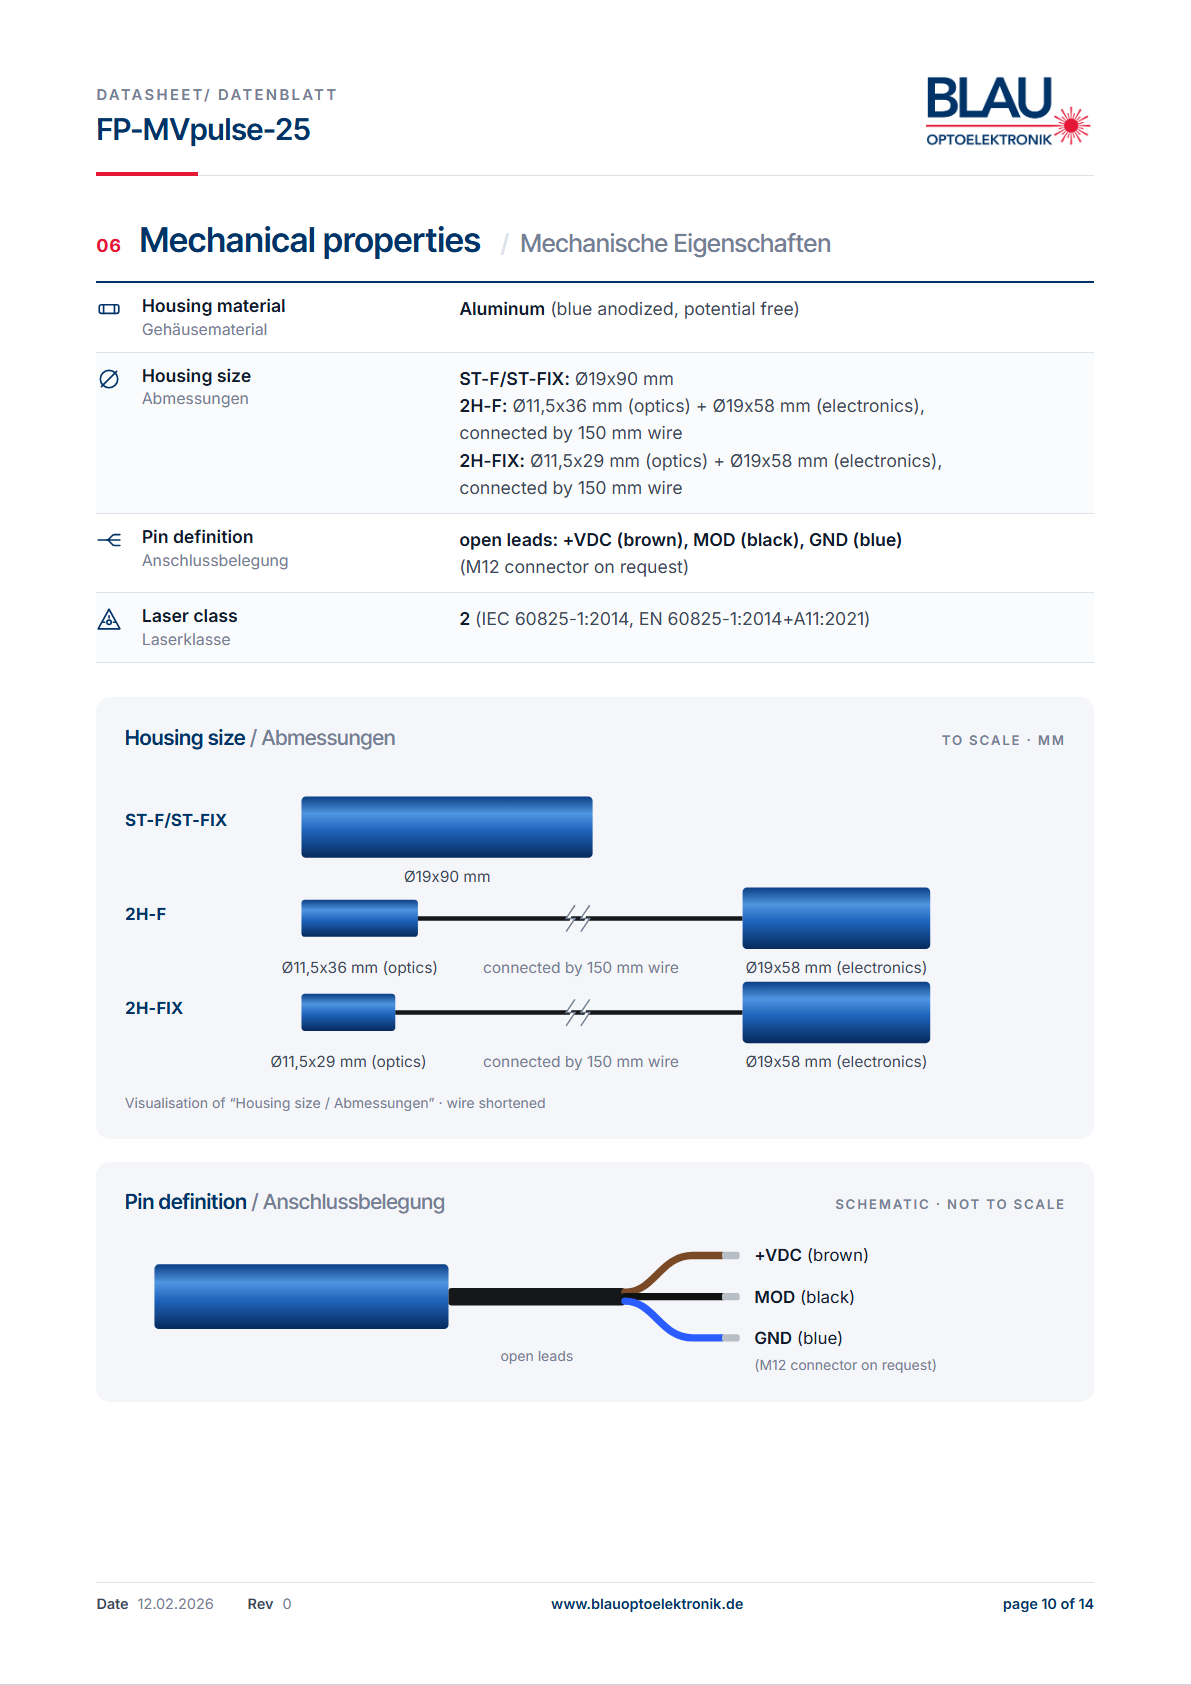 DATASHEET/ DATENBLATT
FP-MVpulse-25
BLAU
OPTOELEKTRONIK
06 Mechanical properties / Mechanische Eigenschaften
Housing material
Gehäusematerial
Aluminum (blue anodized, potential free)
Housing size
Abmessungen
ST-F/ST-FIX: Ø19x90 mm
2H-F: Ø11,5x36 mm (optics) + Ø19x58 mm (electronics),
connected by 150 mm wire
2H-FIX: Ø11,5x29 mm (optics) + Ø19x58 mm (electronics),
connected by 150 mm wire
Pin definition
Anschlussbelegung
open leads: +VDC (brown), MOD (black), GND (blue)
(M12 connector on request)
Laser class
Laserklasse
2 (IEC 60825-1:2014, EN 60825-1:2014+A11:2021)
Housing size / Abmessungen
TO SCALE · MM
ST-F/ST-FIX
Ø19x90 mm
2H-F
Ø11,5x36 mm (optics) connected by 150 mm wire Ø19x58 mm (electronics)
2H-FIX
Ø11,5x29 mm (optics) connected by 150 mm wire Ø19x58 mm (electronics)
Visualisation of “Housing size / Abmessungen” · wire shortened
Pin definition / Anschlussbelegung
SCHEMATIC · NOT TO SCALE
+VDC (brown)
MOD (black)
GND (blue)
open leads
(M12 connector on request)
Date 12.02.2026 Rev 0 www.blauoptoelektronik.de page 10 of 14